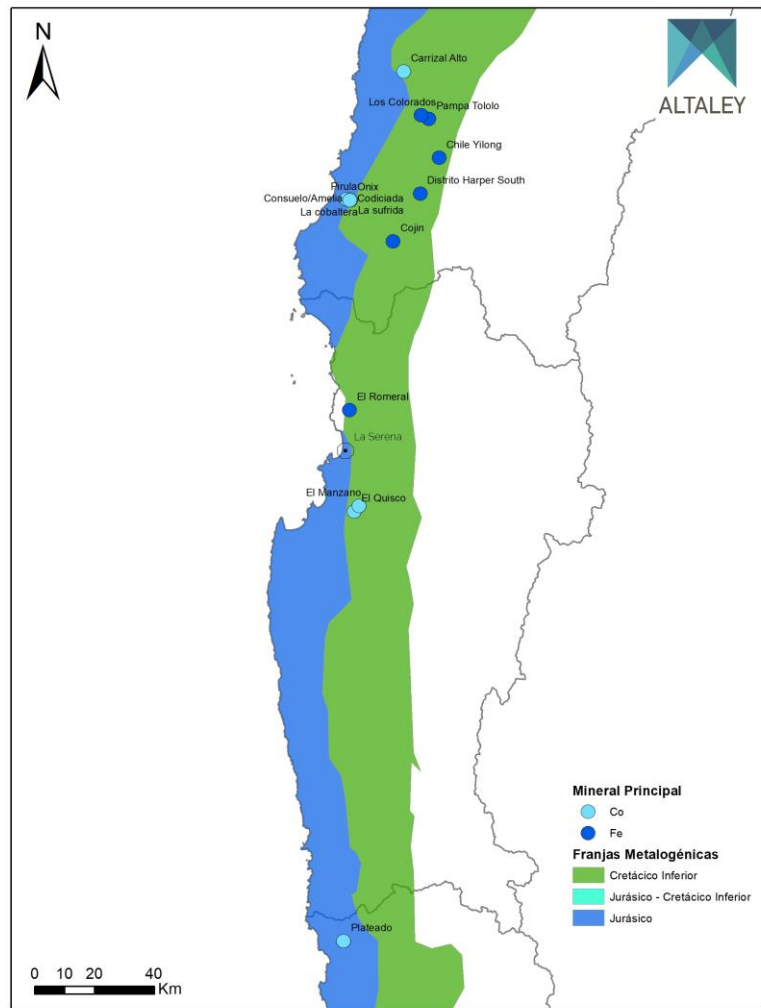 N
ALTALEY
Carrizal Alto
Los Colorados
Pampa Tololo
Chile Yilong
Distrito Harper South
Pirula
Onix
Consuelo/Amelia
Codiciada
La cobaltera
La sufrida
Cojin
El Romeral
La Serena
El Manzano
El Quisco
Plateado
Mineral Principal
Co
Fe
Franjas Metalogénicas
Cretácico Inferior
Jurásico - Cretácico Inferior
Jurásico
0 10 20 40
Km